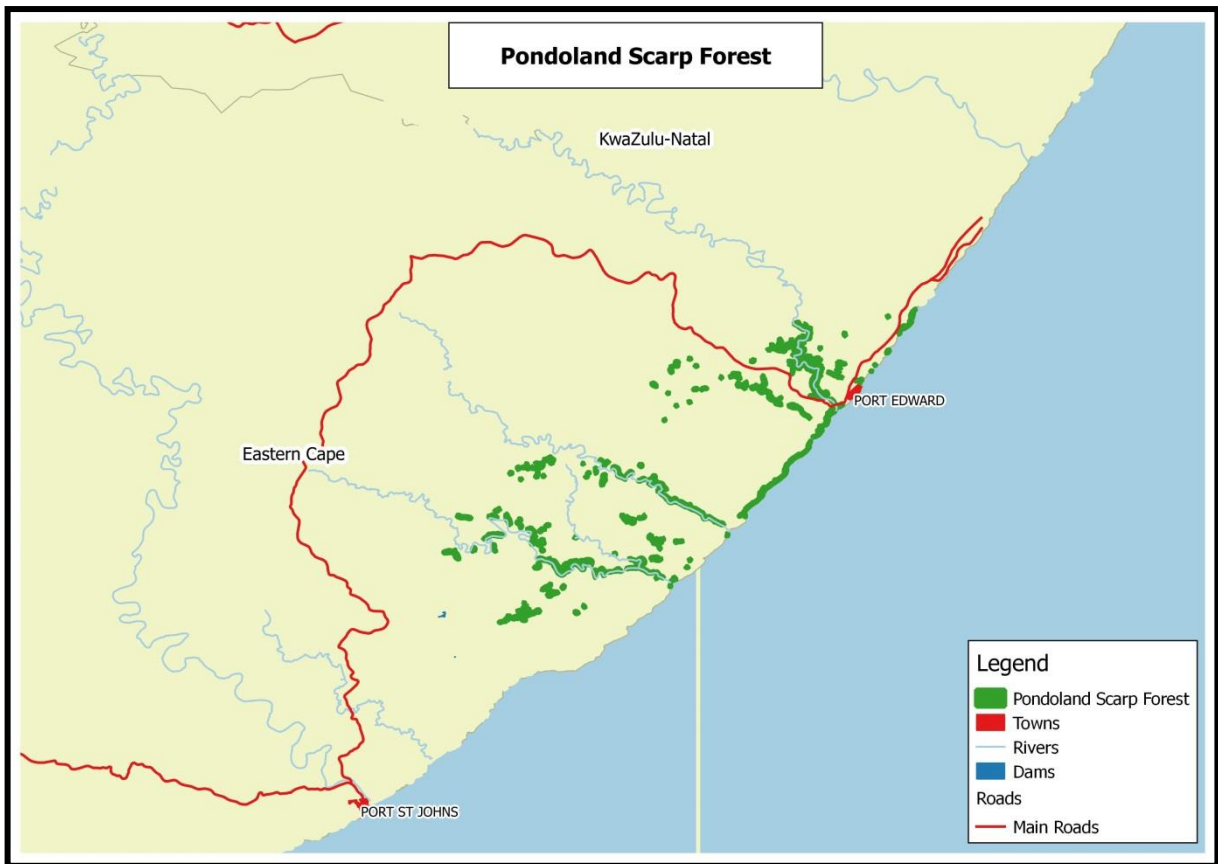 Pondoland Scarp Forest
KwaZulu-Natal
PORT EDWARD
Eastern Cape
PORT ST JOHNS
Legend
Pondoland Scarp Forest
Towns
Rivers
Dams
Roads
Main Roads